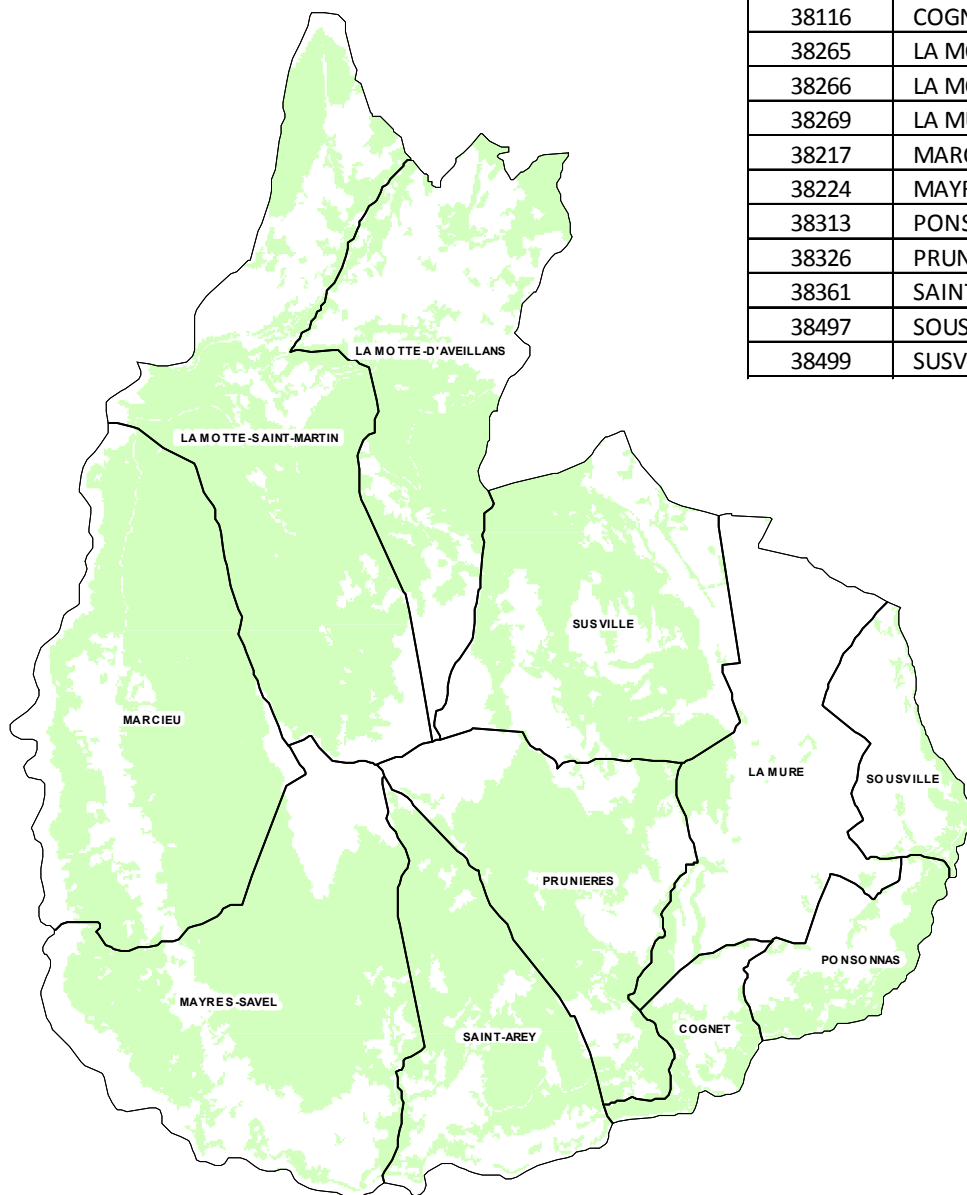 38116 COGN
38265 LA MO
38266 LA MO
38269 LA MU
38217 MARC
38224 MAYR
38313 PONS
38326 PRUN
38361 SAINT
38497 SOUS
38499 SUSV
LA MOTTE-D'AVEILLANS
LA MOTTE-SAINT-MARTIN
SUSVILLE
MARCIEU
LA MURE
SOUSVILLE
PRUNIERES
PONSONNAS
MAYRES-SAVEL
COGNET
SAINT-AREY